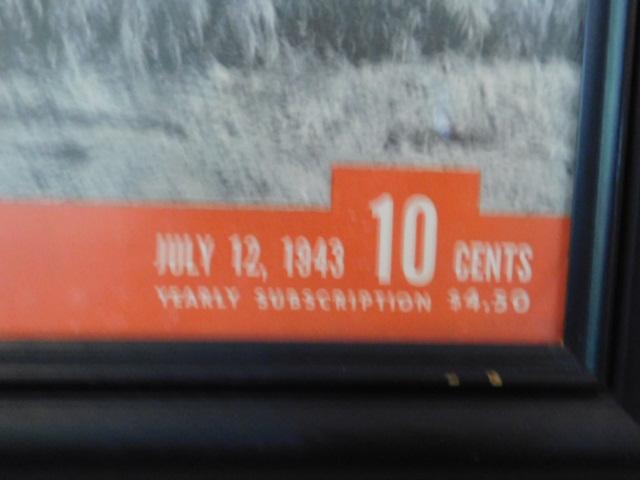 JULY 12, 1943 10 CENTS
YEARLY SUBSCRIPTION $4.50